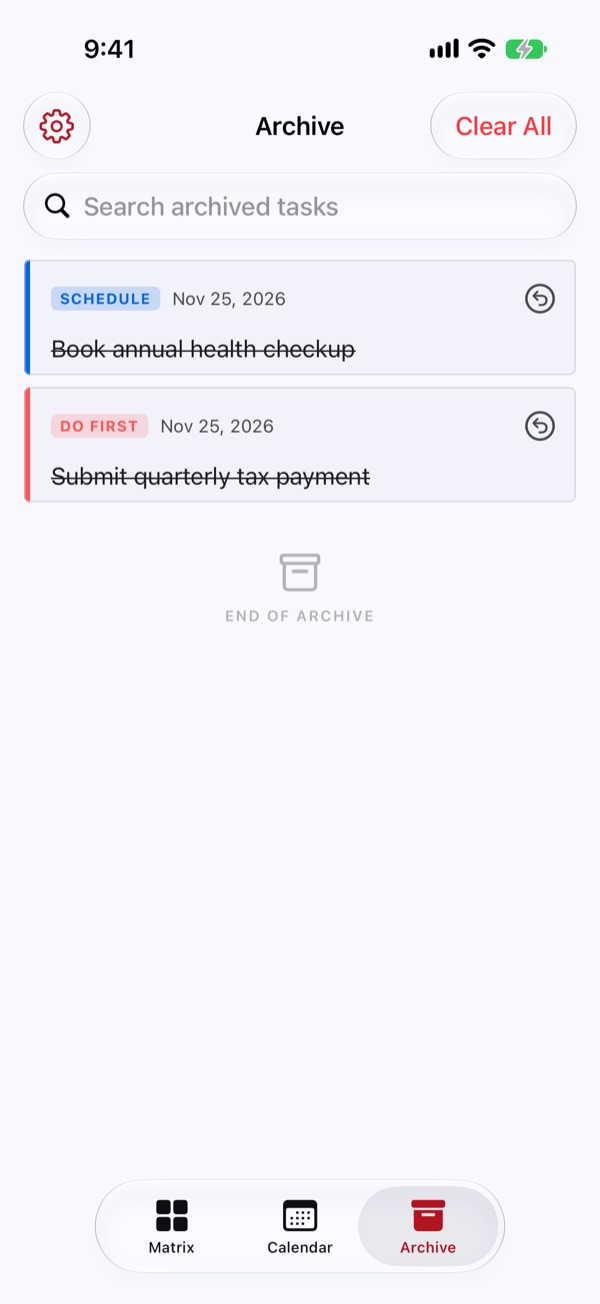 9:41
Archive
Clear All
Search archived tasks
SCHEDULE Nov 25, 2026
Book annual health checkup
DO FIRST Nov 25, 2026
Submit quarterly tax payment
END OF ARCHIVE
Matrix Calendar Archive